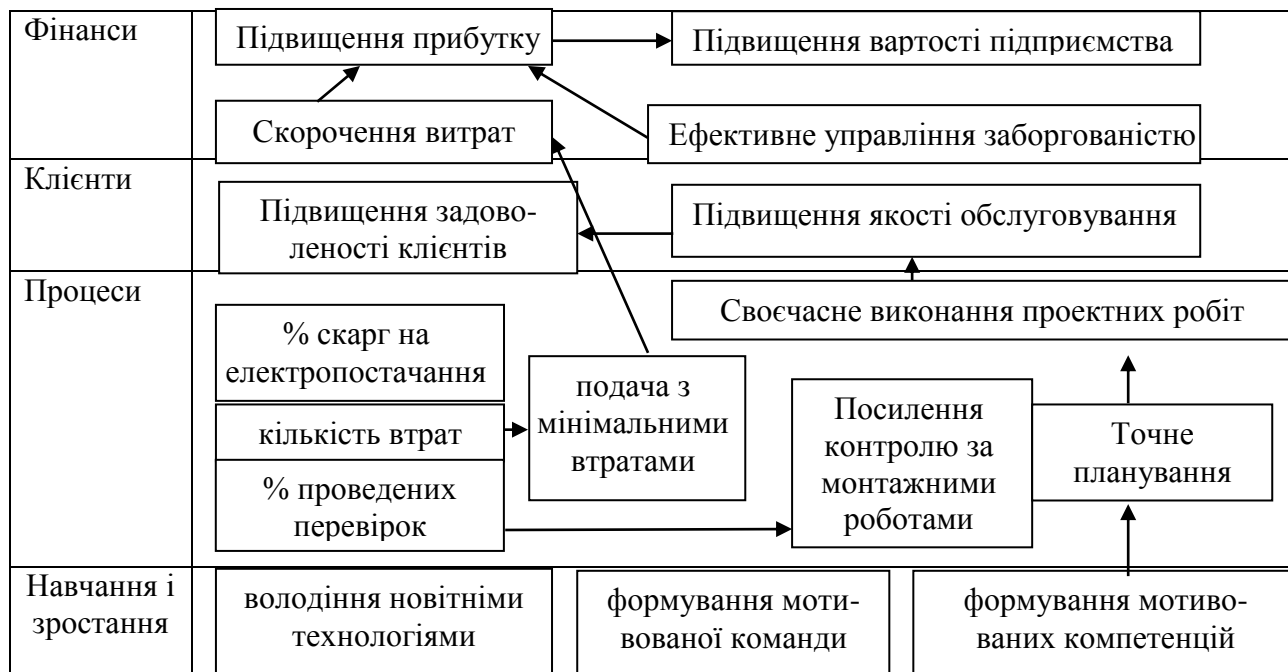 Фінанси
Підвищення прибутку
Підвищення вартості підприємства
Скорочення витрат
Ефективне управління заборгованістю
Клієнти
Підвищення задово-
леності клієнтів
Підвищення якості обслуговування
Процеси
Своєчасне виконання проектних робіт
% скарг на
електропостачання
кількість втрат
% проведених
перевірок
подача з
мінімальними
втратами
Посилення
контролю за
монтажними
роботами
Точне
планування
Навчання і
зростання
володіння новітніми
технологіями
формування моти-
вованої команди
формування мотиво-
ваних компетенцій